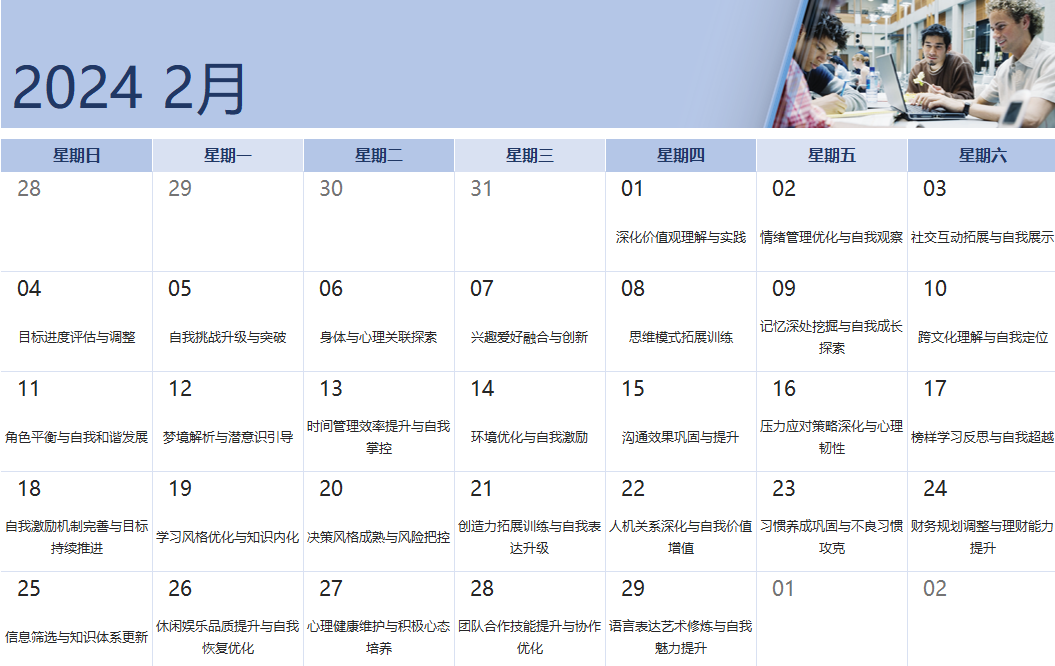 2024 2月
星期日 星期一 星期二 星期三 星期四 星期五 星期六
28 29 30 31 01 02 03
深化价值观理解与实践 情绪管理优化与自我观察 社交互动拓展与自我展示
04 05 06 07 08 09 10
目标进度评估与调整 自我挑战升级与突破 身体与心理关联探索 兴趣爱好融合与创新 思维模式拓展训练 记忆深处挖掘与自我成长
探索 跨文化理解与自我定位
11 12 13 14 15 16 17
角色平衡与自我和谐发展 梦境解析与潜意识引导 时间管理效率提升与自我
掌控 环境优化与自我激励 沟通效果巩固与提升 压力应对策略深化与心理
韧性 榜样学习反思与自我超越
18 19 20 21 22 23 24
自我激励机制完善与目标
持续推进 学习风格优化与知识内化 决策风格成熟与风险把控 创造力拓展训练与自我表
达升级 人机关系深化与自我价值
增值 习惯养成巩固与不良习惯
攻克 财务规划调整与理财能力
提升
25 26 27 28 29 01 02
信息筛选与知识体系更新 休闲娱乐品质提升与自我
恢复优化 心理健康维护与积极心态
培养 团队合作技能提升与协作
优化 语言表达艺术修炼与自我
魅力提升